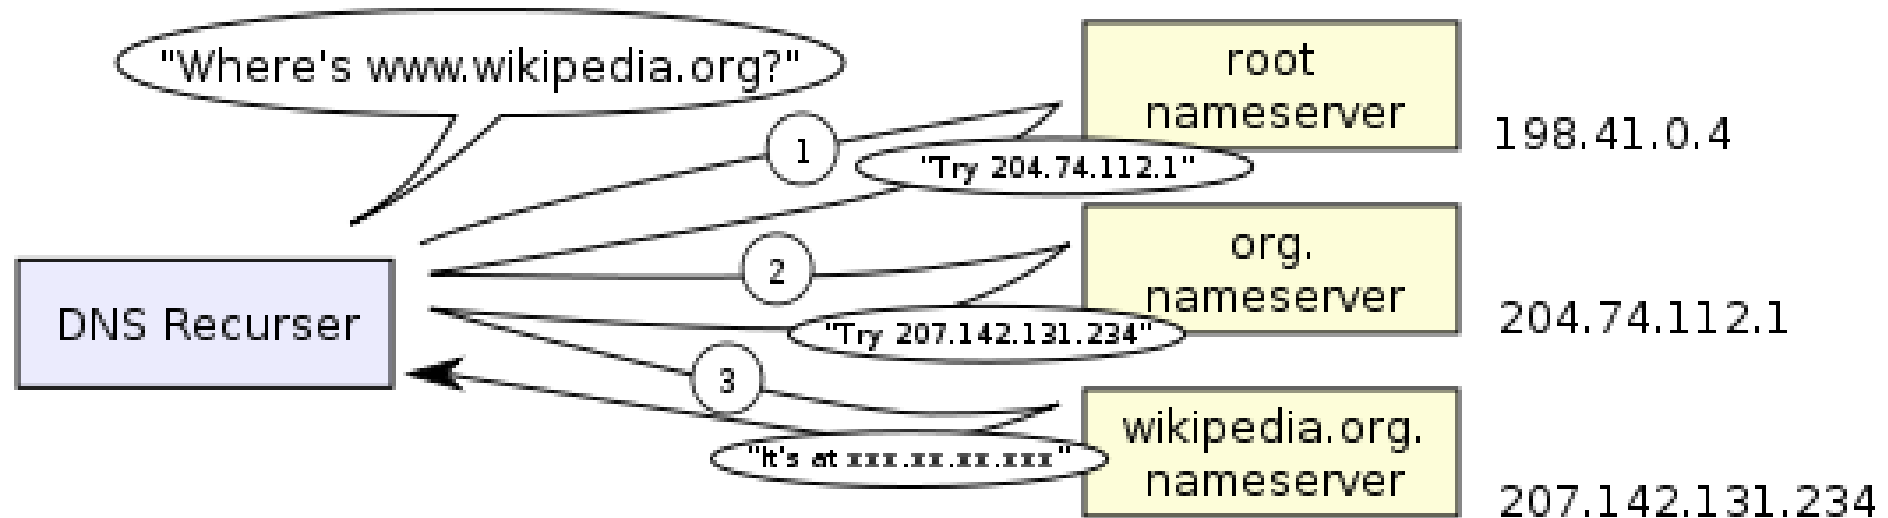 "Where's www.wikipedia.org?"
root
nameserver
198.41.0.4
1
"Try 204.74.112.1"
org.
nameserver
204.74.112.1
2
"Try 207.142.131.234"
DNS Recurser
3
wikipedia.org.
nameserver
207.142.131.234
"It's at xxx.xx.xx.xxx"